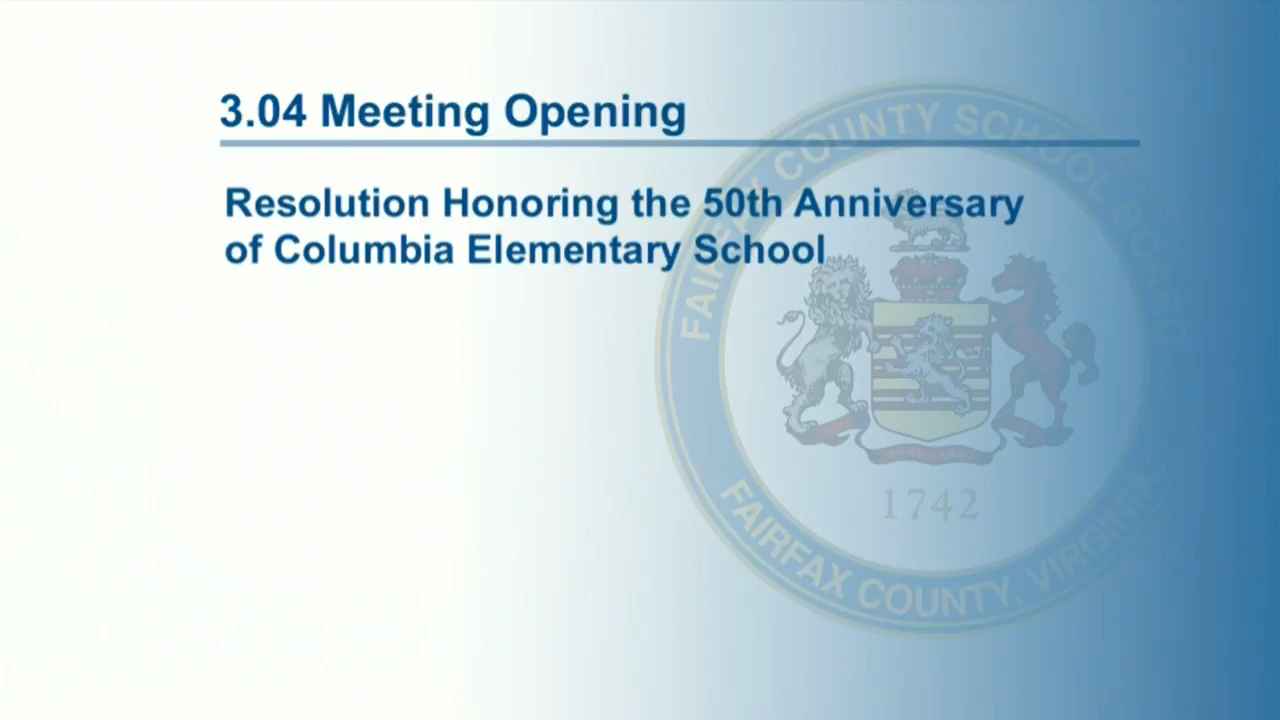 3.04 Meeting Opening
Resolution Honoring the 50th Anniversary
of Columbia Elementary School
FAIRFAX COUNTY SCHOOL BOARD
1742
FAIRFAX COUNTY, VIRGINIA